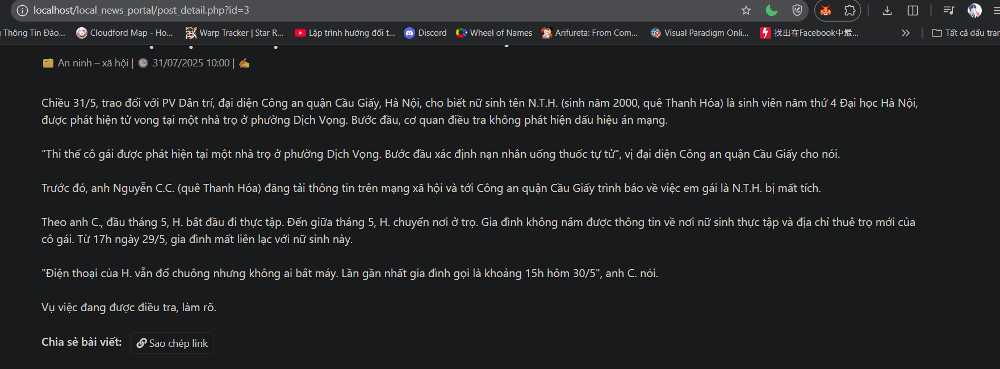 localhost/local_news_portal/post_detail.php?id=3
Thông Tin Đào... Cloudford Map - Ho... Warp Tracker | Star R... Lập trình hướng đối t... Discord Wheel of Names Arifureta: From Com... Visual Paradigm Onli... 找出在Facebook中最... Tất cả dấu tran
An ninh – xã hội | 31/07/2025 10:00 |
Chiều 31/5, trao đổi với PV Dân trí, đại diện Công an quận Cầu Giấy, Hà Nội, cho biết nữ sinh tên N.T.H. (sinh năm 2000, quê Thanh Hóa) là sinh viên năm thứ 4 Đại học Hà Nội,
được phát hiện tử vong tại một nhà trọ ở phường Dịch Vọng. Bước đầu, cơ quan điều tra không phát hiện dấu hiệu án mạng.
"Thi thể cô gái được phát hiện tại một nhà trọ ở phường Dịch Vọng. Bước đầu xác định nạn nhân uống thuốc tự tử", vị đại diện Công an quận Cầu Giấy cho nói.
Trước đó, anh Nguyễn C.C. (quê Thanh Hóa) đăng tải thông tin trên mạng xã hội và tới Công an quận Cầu Giấy trình báo về việc em gái là N.T.H. bị mất tích.
Theo anh C., đầu tháng 5, H. bắt đầu đi thực tập. Đến giữa tháng 5, H. chuyển nơi ở trọ. Gia đình không nắm được thông tin về nơi nữ sinh thực tập và địa chỉ thuê trọ mới của
cô gái. Từ 17h ngày 29/5, gia đình mất liên lạc với nữ sinh này.
"Điện thoại của H. vẫn đổ chuông nhưng không ai bắt máy. Lần gần nhất gia đình gọi là khoảng 15h hôm 30/5", anh C. nói.
Vụ việc đang được điều tra, làm rõ.
Chia sẻ bài viết: Sao chép link